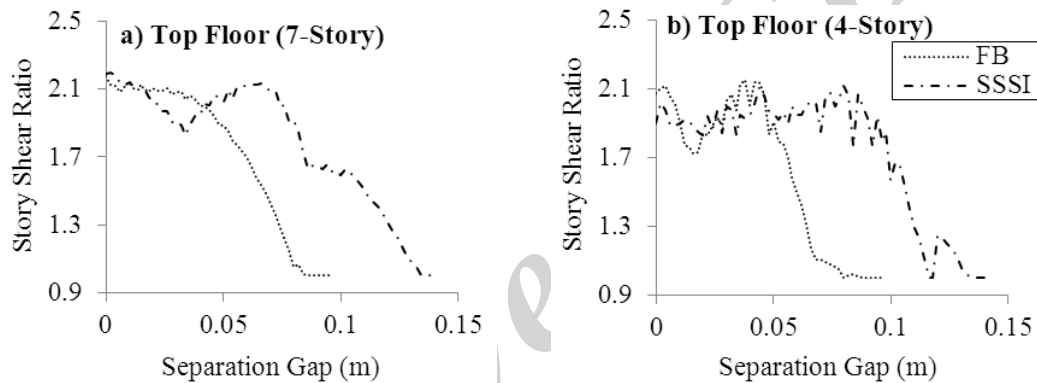 a) Top Floor (7-Story)
Story Shear Ratio
2.5
2.1
1.7
1.3
0.9
0
0.05
0.1
0.15
Separation Gap (m)
b) Top Floor (4-Story)
FB
SSSI
Story Shear Ratio
2.5
2.1
1.7
1.3
0.9
0
0.05
0.1
0.15
Separation Gap (m)